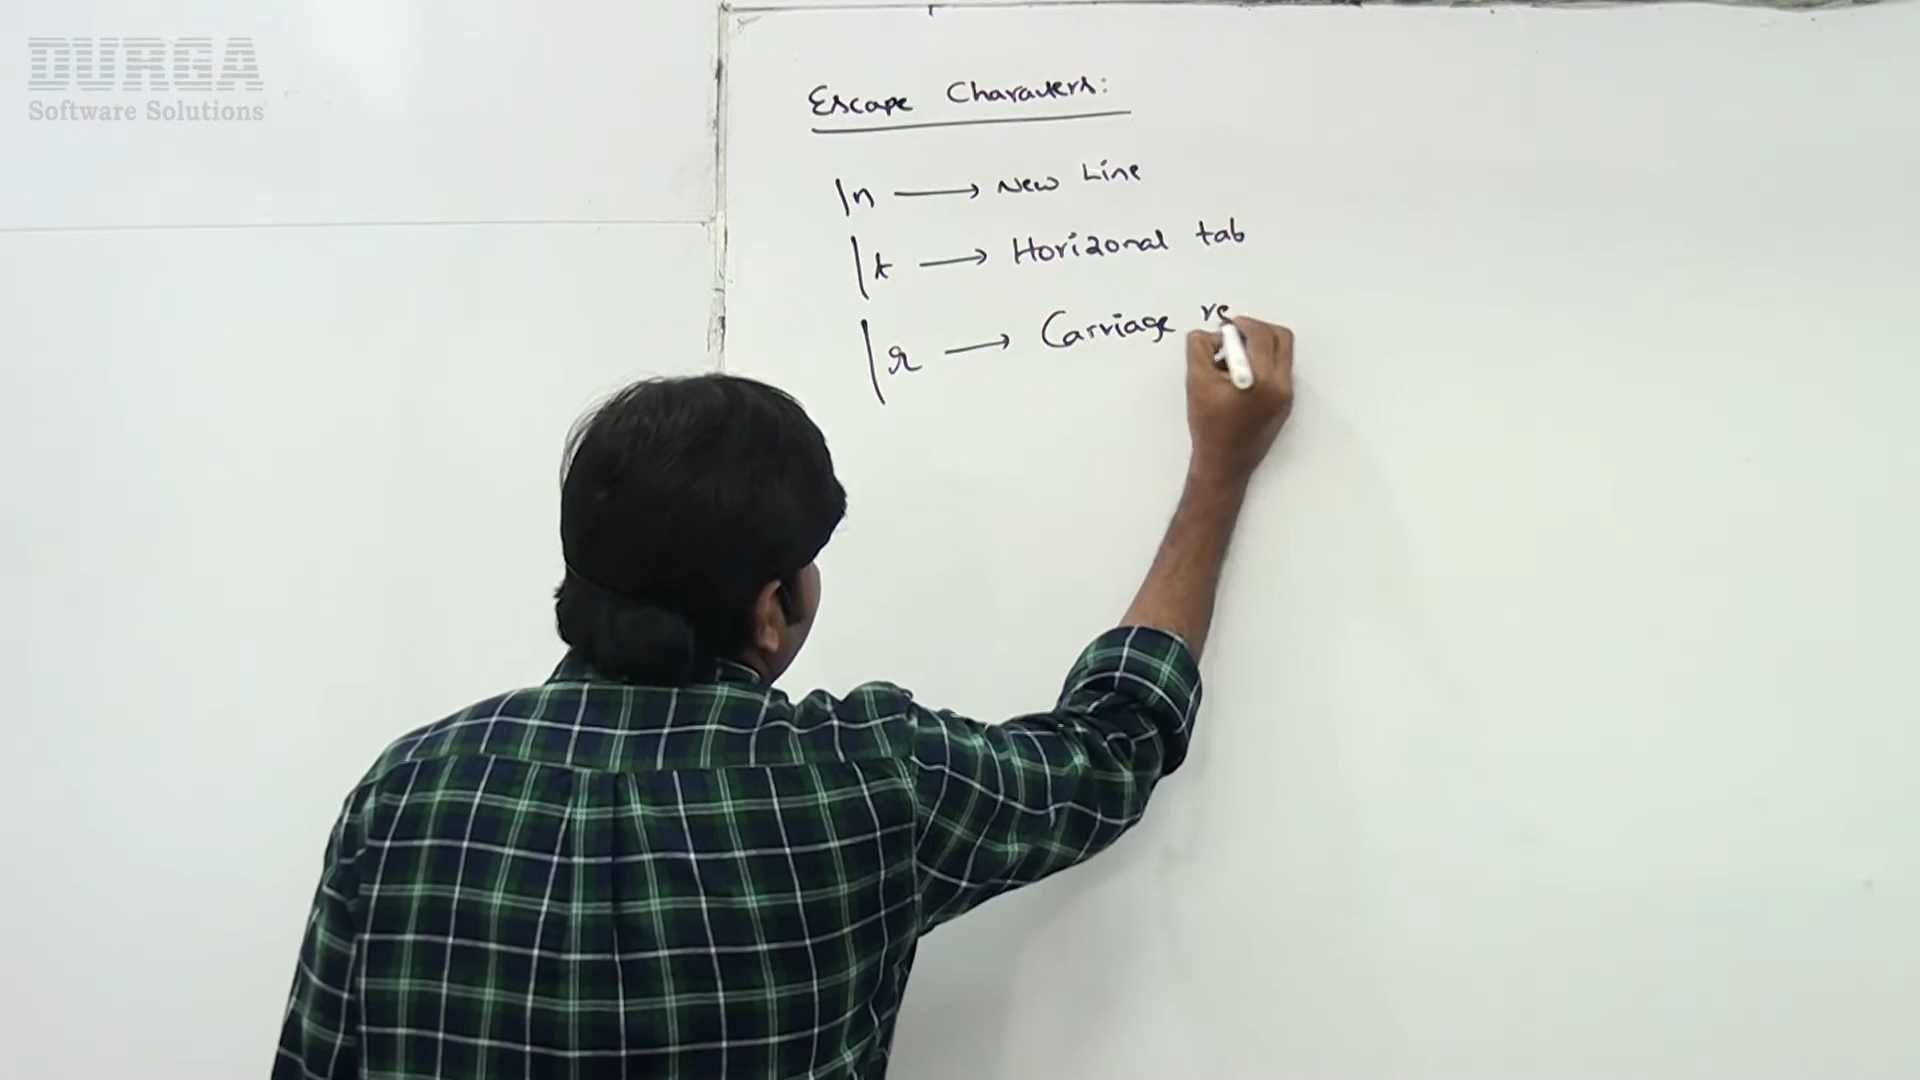 DURGA
Software Solutions
Escape Characters:
\n → New Line
\t → Horizonal tab
\r → Carriage re